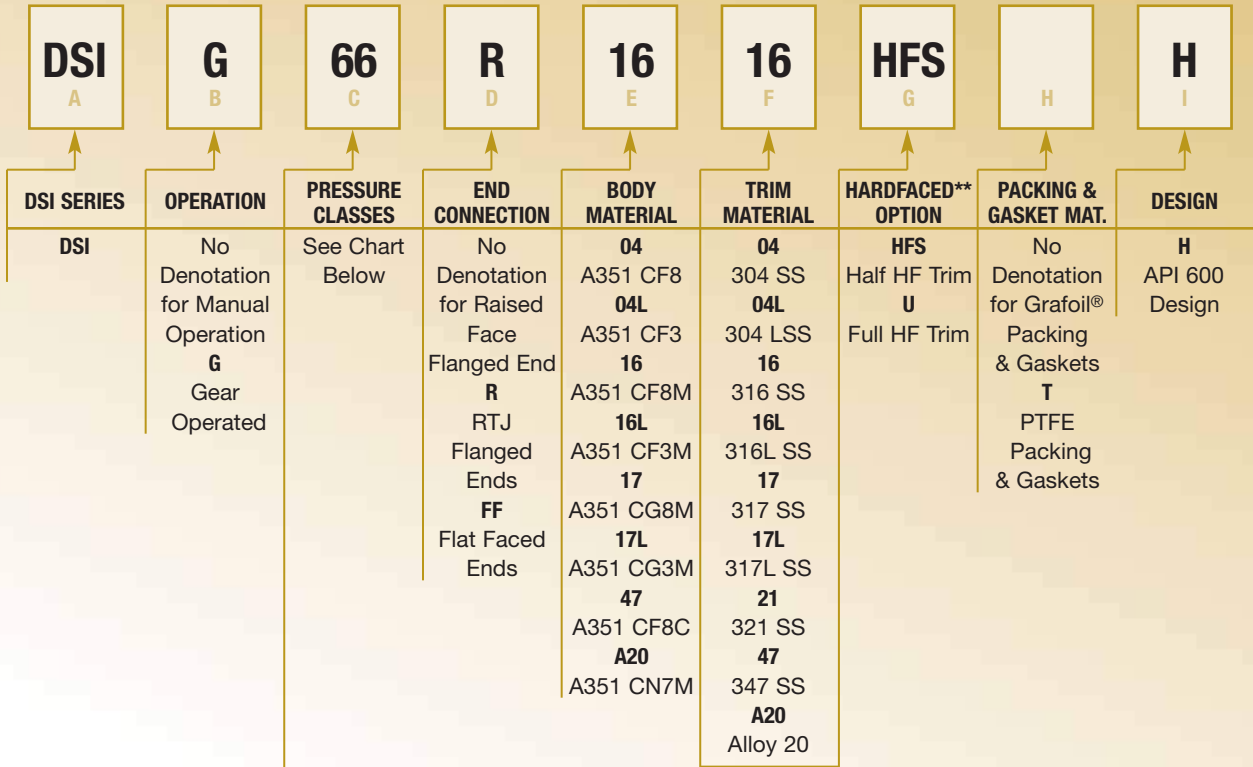 DSI
A
G
B
66
C
R
D
16
E
16
F
HFS
G
H
H
I
DSI SERIES
DSI
OPERATION
No
Denotation
for Manual
Operation
G
Gear
Operated
PRESSURE
CLASSES
See Chart
Below
END
CONNECTION
No
Denotation
for Raised
Face
Flanged End
R
RTJ
Flanged
Ends
FF
Flat Faced
Ends
BODY
MATERIAL
04
A351 CF8
04L
A351 CF3
16
A351 CF8M
16L
A351 CF3M
17
A351 CG8M
17L
A351 CG3M
47
A351 CF8C
A20
A351 CN7M
TRIM
MATERIAL
04
304 SS
04L
304 LSS
16
316 SS
16L
316L SS
17
317 SS
17L
317L SS
21
321 SS
47
347 SS
A20
Alloy 20
HARDFACED**
OPTION
HFS
Half HF Trim
U
Full HF Trim
PACKING &
GASKET MAT.
No
Denotation
for Grafoil®
Packing
& Gaskets
T
PTFE
Packing
& Gaskets
DESIGN
H
API 600
Design